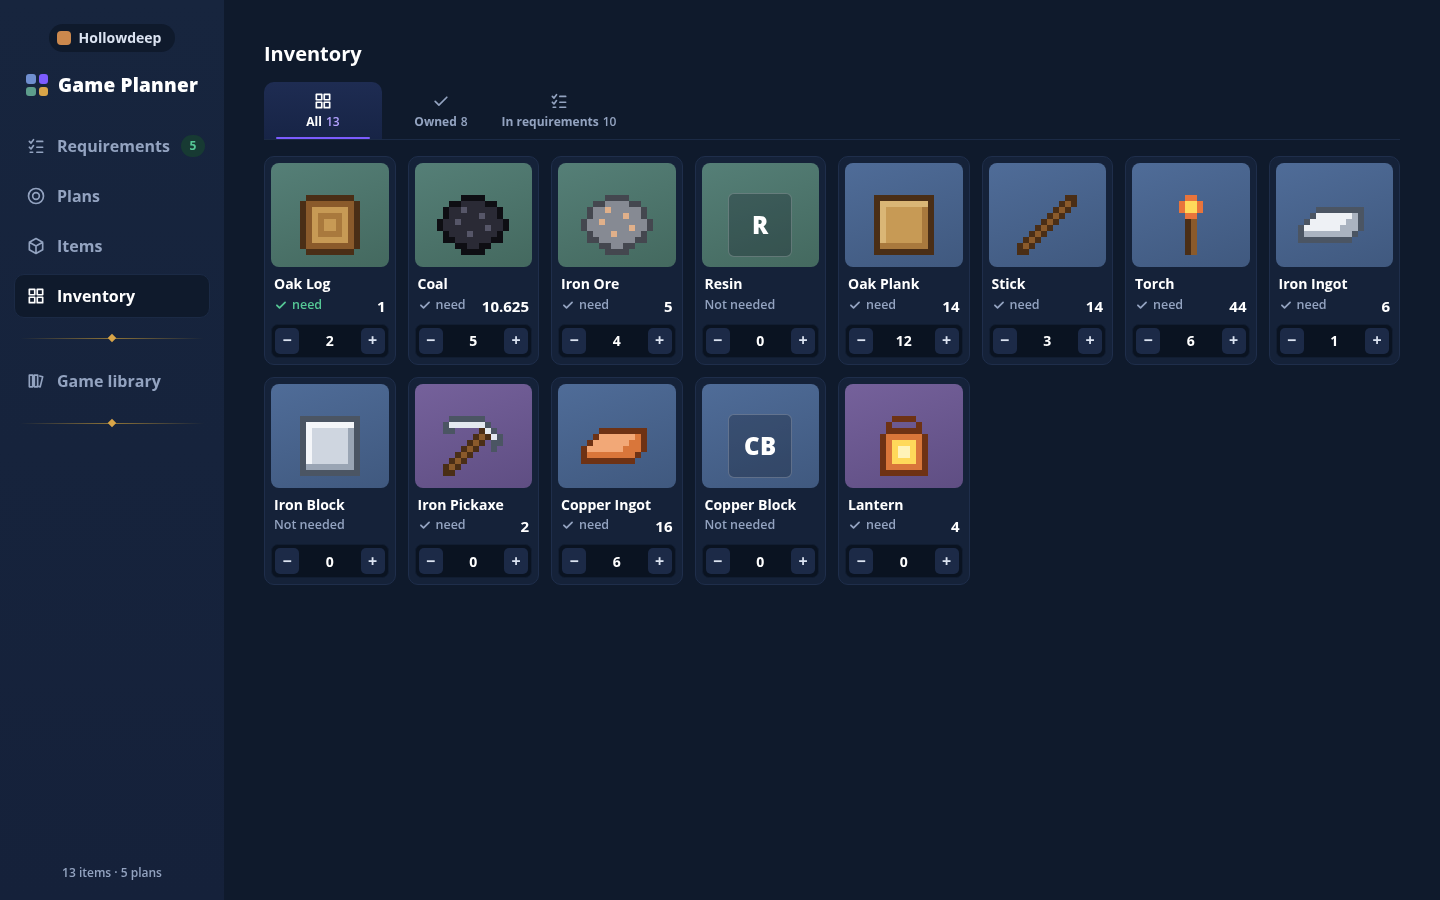 Hollowdeep
Game Planner
Requirements 5
Plans
Items
Inventory
Game library
13 items · 5 plans
Inventory
All 13
Owned 8
In requirements 10
Oak Log
need 1
− 2 +
Coal
need 10.625
− 5 +
Iron Ore
need 5
− 4 +
R
Resin
Not needed
− 0 +
Oak Plank
need 14
− 12 +
Stick
need 14
− 3 +
Torch
need 44
− 6 +
Iron Ingot
need 6
− 1 +
Iron Block
Not needed
− 0 +
Iron Pickaxe
need 2
− 0 +
Copper Ingot
need 16
− 6 +
CB
Copper Block
Not needed
− 0 +
Lantern
need 4
− 0 +